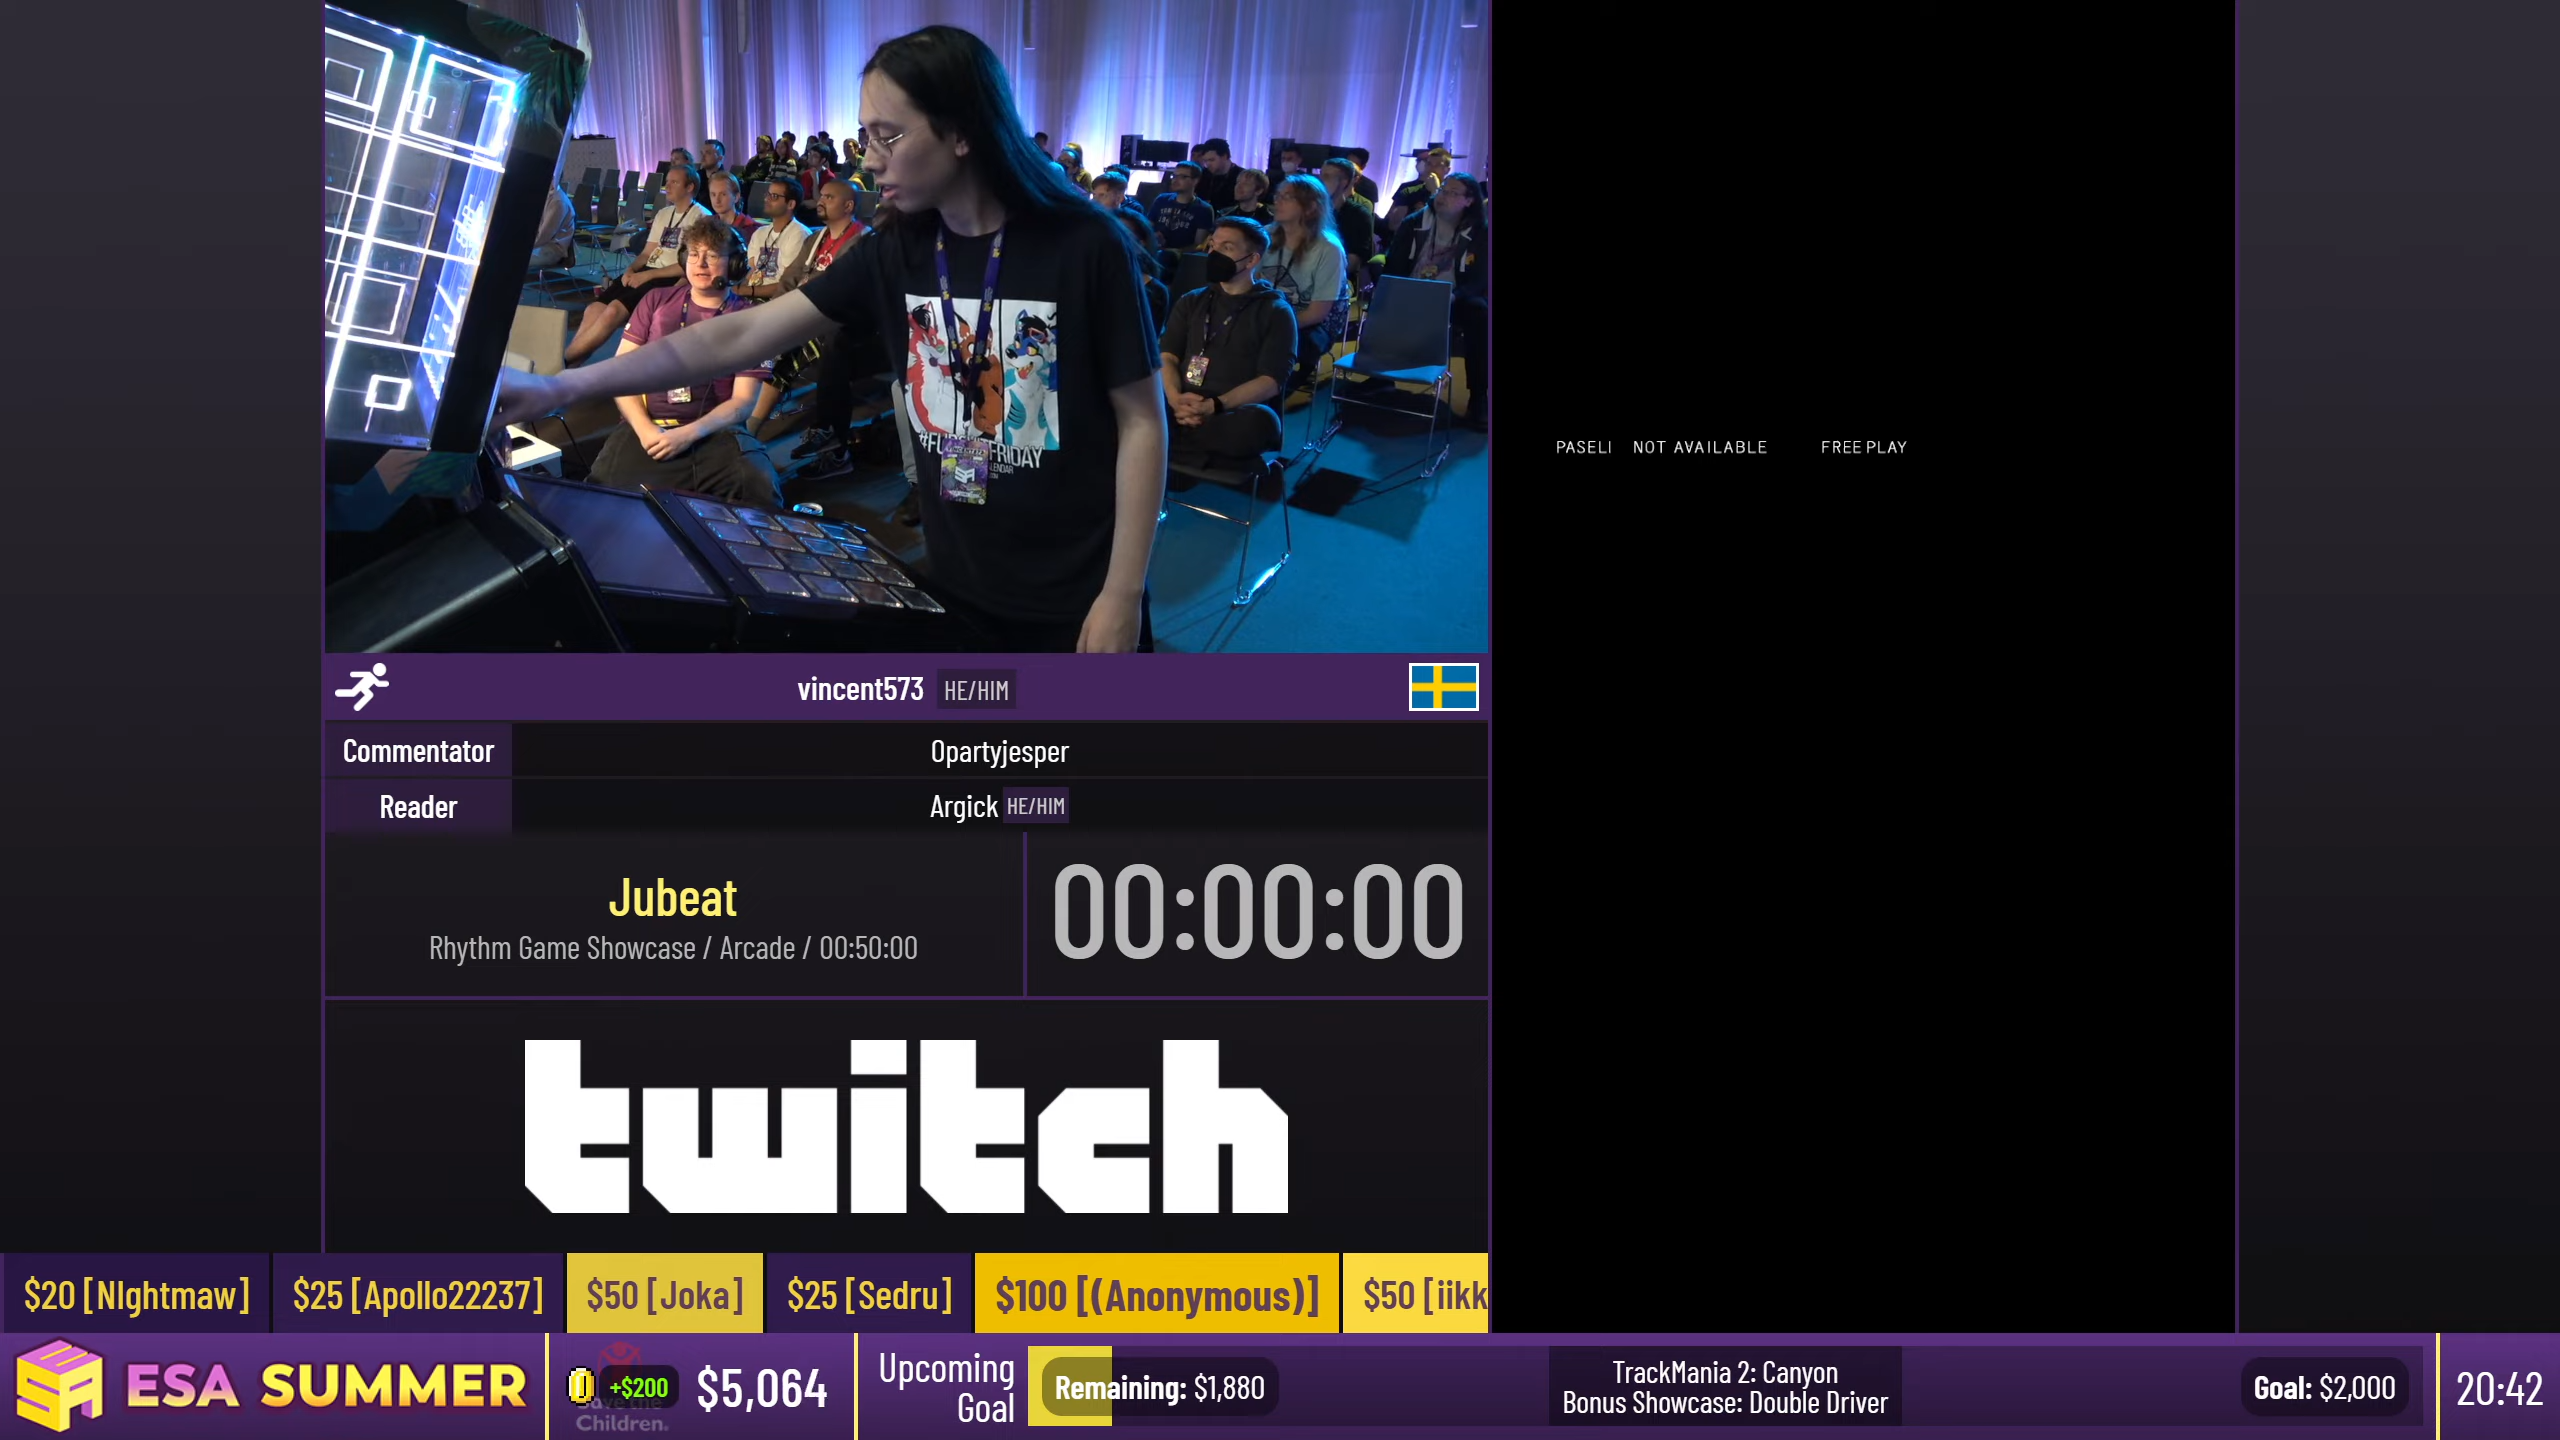 PASELI NOT AVAILABLE FREE PLAY
vincent573 HE/HIM
Commentator Opartyjesper
Reader Argick HE/HIM
Jubeat
Rhythm Game Showcase / Arcade / 00:50:00
00:00:00
twitch
$20 [NIghtmaw] $25 [Apollo22237] $50 [Joka] $25 [Sedru] $100 [(Anonymous)] $50 [iikk
ESA SUMMER
+$200
Save the
Children.
$5,064
Upcoming
Goal
Remaining: $1,880
TrackMania 2: Canyon
Bonus Showcase: Double Driver
Goal: $2,000
20:42